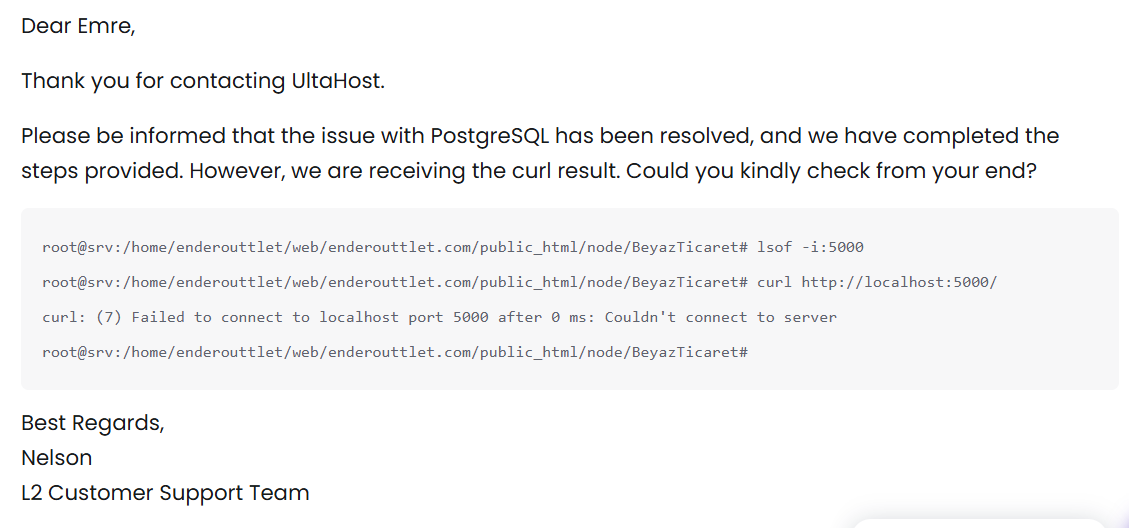 Dear Emre,
Thank you for contacting UltaHost.
Please be informed that the issue with PostgreSQL has been resolved, and we have completed the
steps provided. However, we are receiving the curl result. Could you kindly check from your end?
root@srv:/home/enderouttlet/web/enderouttlet.com/public_html/node/BeyazTicaret# lsof -i:5000
root@srv:/home/enderouttlet/web/enderouttlet.com/public_html/node/BeyazTicaret# curl http://localhost:5000/
curl: (7) Failed to connect to localhost port 5000 after 0 ms: Couldn't connect to server
root@srv:/home/enderouttlet/web/enderouttlet.com/public_html/node/BeyazTicaret#
Best Regards,
Nelson
L2 Customer Support Team